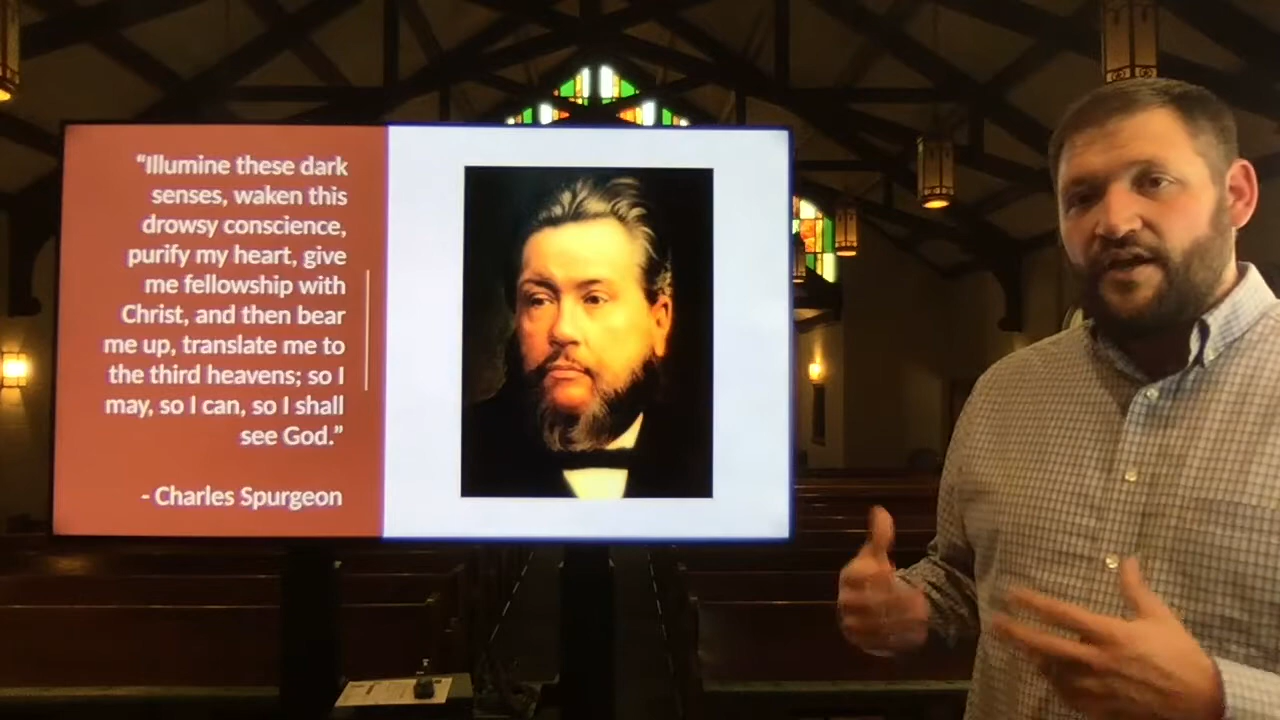 “Illumine these dark
senses, waken this
drowsy conscience,
purify my heart, give
me fellowship with
Christ, and then bear
me up, translate me to
the third heavens; so I
may, so I can, so I shall
see God.”
- Charles Spurgeon